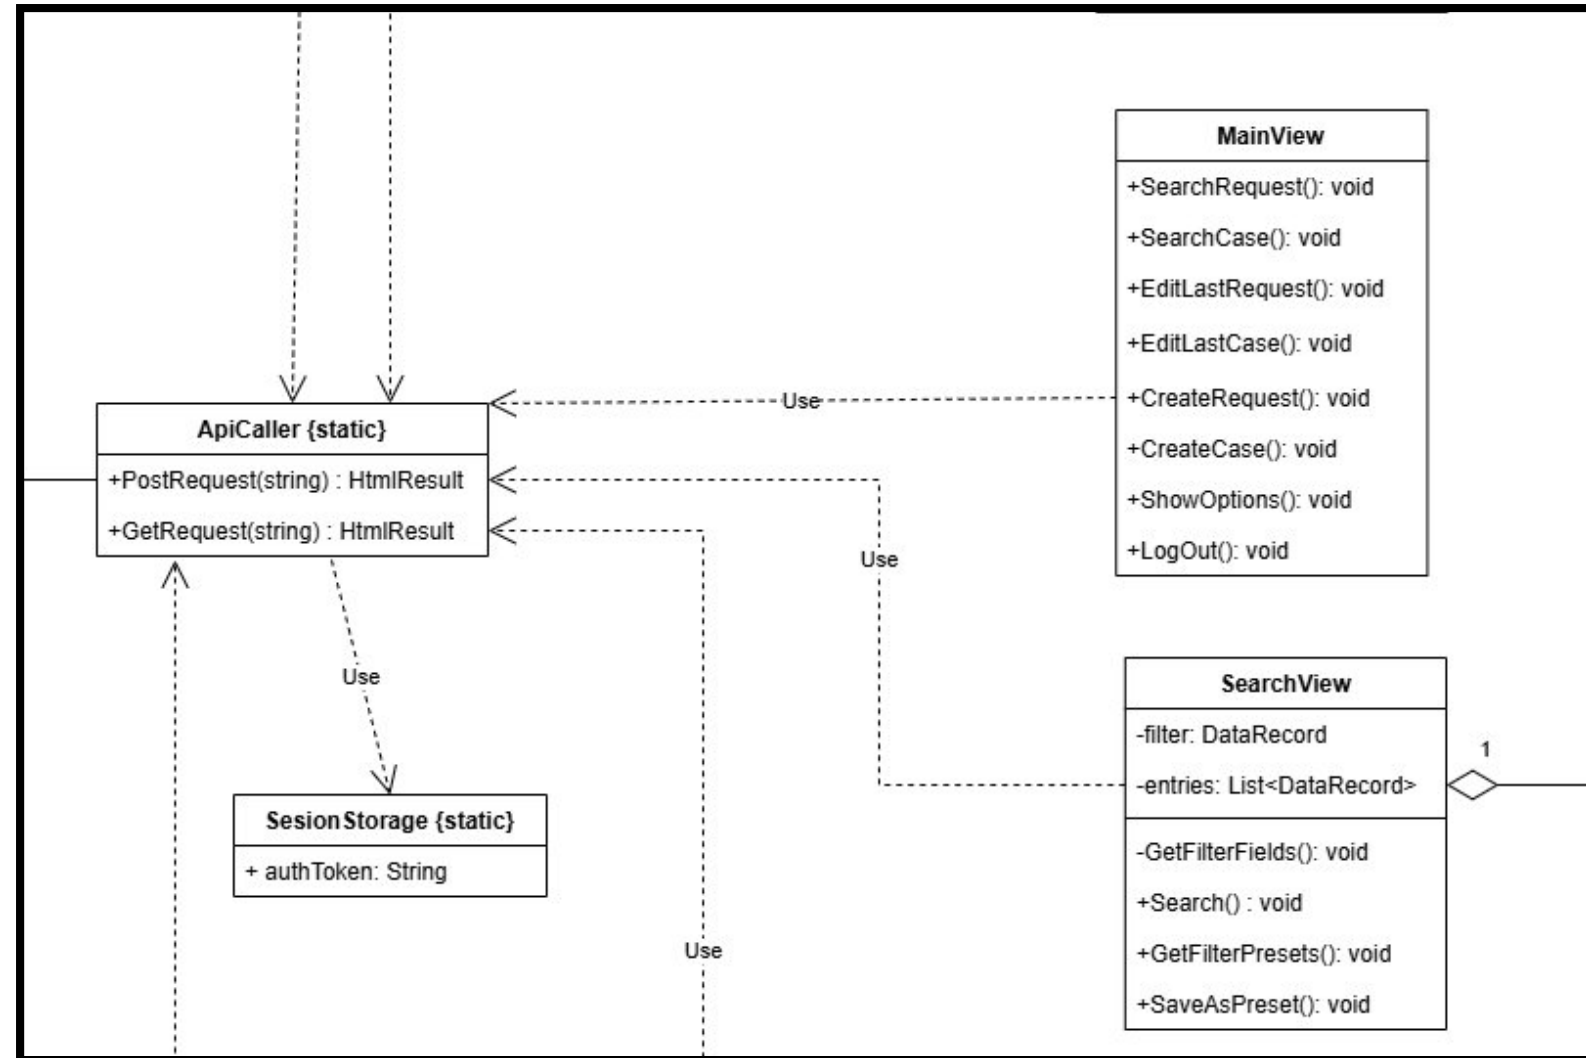 MainView
+SearchRequest(): void
+SearchCase(): void
+EditLastRequest(): void
+EditLastCase(): void
+CreateRequest(): void
+CreateCase(): void
+ShowOptions(): void
+LogOut(): void
Use
ApiCaller {static}
+PostRequest(string) : HtmlResult
+GetRequest(string) : HtmlResult
Use
Use
SesionStorage {static}
+ authToken: String
SearchView
-filter: DataRecord
-entries: List<DataRecord>
-GetFilterFields(): void
+Search() : void
+GetFilterPresets(): void
+SaveAsPreset(): void
1
Use